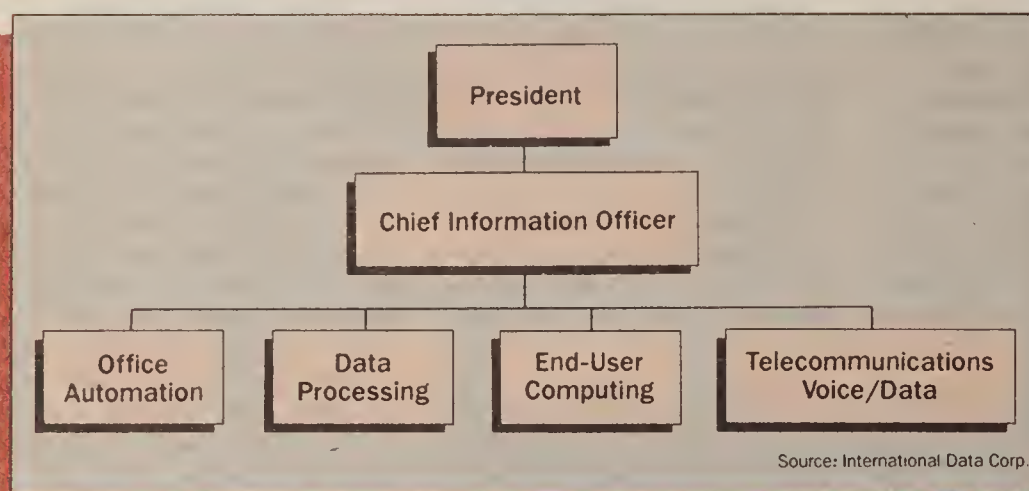 President
Chief Information Officer
Office
Automation
Data
Processing
End-User
Computing
Telecommunications
Voice/Data
Source: International Data Corp.